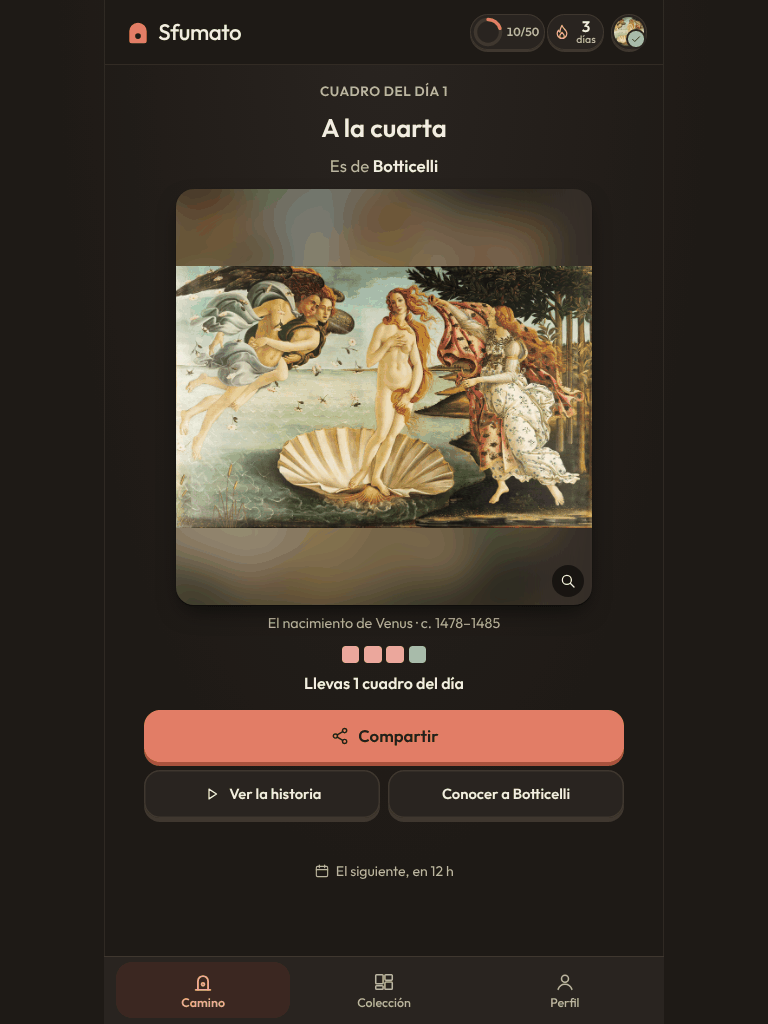 Sfumato
10/50
3
días
CUADRO DEL DÍA 1
A la cuarta
Es de Botticelli
El nacimiento de Venus · c. 1478–1485
Llevas 1 cuadro del día
Compartir
Ver la historia
Conocer a Botticelli
El siguiente, en 12 h
Camino
Colección
Perfil